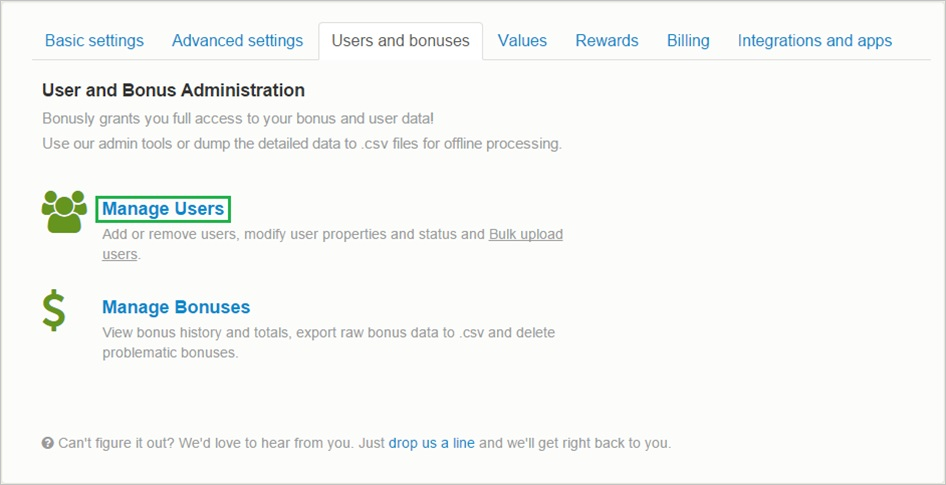 Basic settings Advanced settings Users and bonuses Values Rewards Billing Integrations and apps
User and Bonus Administration
Bonusly grants you full access to your bonus and user data!
Use our admin tools or dump the detailed data to .csv files for offline processing.
Manage Users
Add or remove users, modify user properties and status and Bulk upload
users.
$
Manage Bonuses
View bonus history and totals, export raw bonus data to .csv and delete
problematic bonuses.
? Can't figure it out? We'd love to hear from you. Just drop us a line and we'll get right back to you.